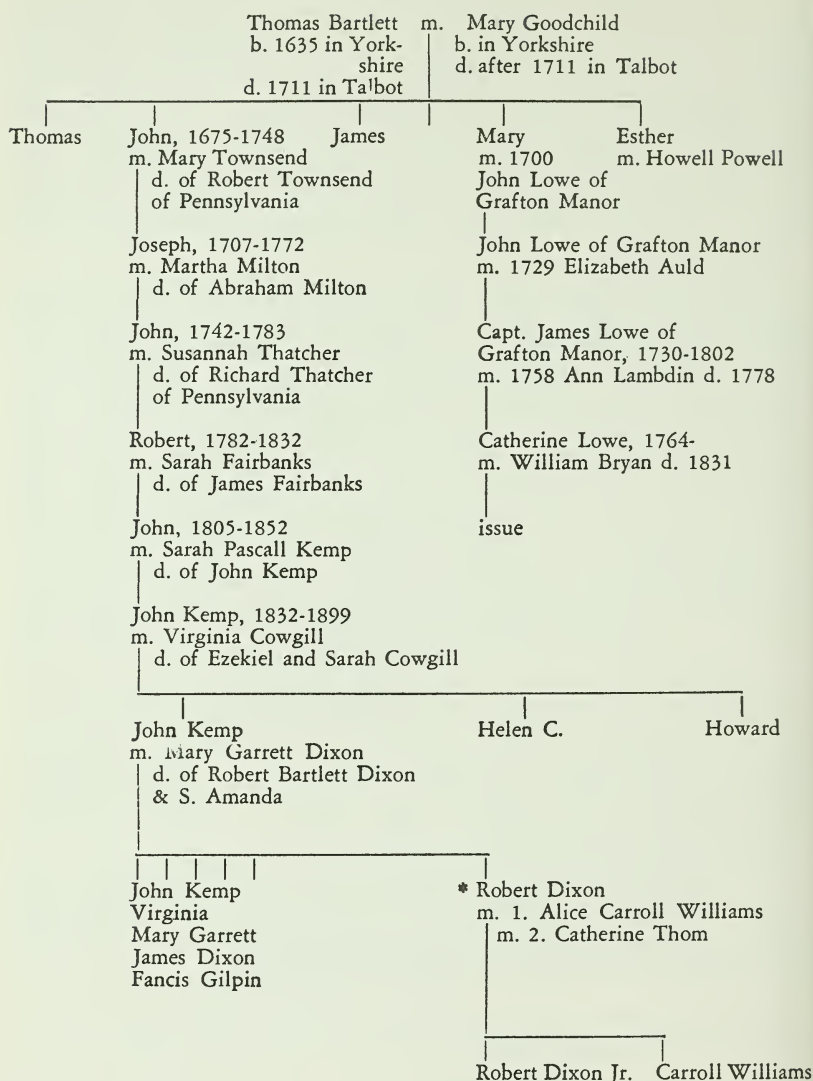 Thomas Bartlett m. Mary Goodchild
b. 1635 in York- b. in Yorkshire
shire d. after 1711 in Talbot
d. 1711 in Talbot
Thomas John, 1675-1748 James Mary Esther
m. Mary Townsend m. 1700 m. Howell Powell
d. of Robert Townsend John Lowe of
of Pennsylvania Grafton Manor
Joseph, 1707-1772 John Lowe of Grafton Manor
m. Martha Milton m. 1729 Elizabeth Auld
d. of Abraham Milton
John, 1742-1783 Capt. James Lowe of
m. Susannah Thatcher Grafton Manor, 1730-1802
d. of Richard Thatcher m. 1758 Ann Lambdin d. 1778
of Pennsylvania
Robert, 1782-1832 Catherine Lowe, 1764-
m. Sarah Fairbanks m. William Bryan d. 1831
d. of James Fairbanks
John, 1805-1852 issue
m. Sarah Pascall Kemp
d. of John Kemp
John Kemp, 1832-1899
m. Virginia Cowgill
d. of Ezekiel and Sarah Cowgill
John Kemp Helen C. Howard
m. Mary Garrett Dixon
d. of Robert Bartlett Dixon
& S. Amanda
John Kemp * Robert Dixon
Virginia m. 1. Alice Carroll Williams
Mary Garrett m. 2. Catherine Thom
James Dixon
Fancis Gilpin
Robert Dixon Jr. Carroll Williams